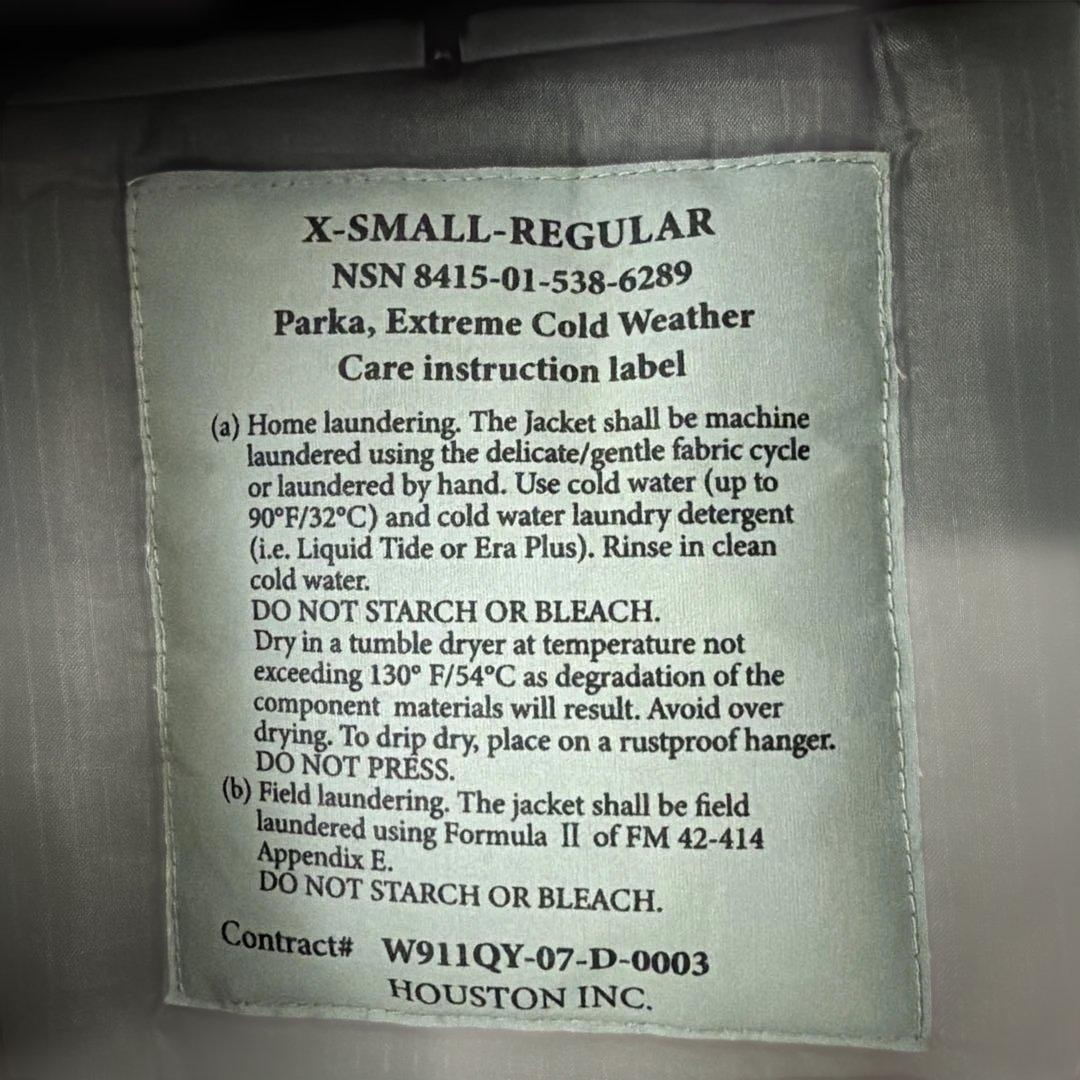 X-SMALL-REGULAR
NSN 8415-01-538-6289
Parka, Extreme Cold Weather
Care instruction label
(a) Home laundering. The Jacket shall be machine
laundered using the delicate/gentle fabric cycle
or laundered by hand. Use cold water (up to
90°F/32°C) and cold water laundry detergent
(i.e. Liquid Tide or Era Plus). Rinse in clean
cold water.
DO NOT STARCH OR BLEACH.
Dry in a tumble dryer at temperature not
exceeding 130° F/54°C as degradation of the
component materials will result. Avoid over
drying. To drip dry, place on a rustproof hanger.
DO NOT PRESS.
(b) Field laundering. The jacket shall be field
laundered using Formula II of FM 42-414
Appendix E.
DO NOT STARCH OR BLEACH.
Contract# W911QY-07-D-0003
HOUSTON INC.